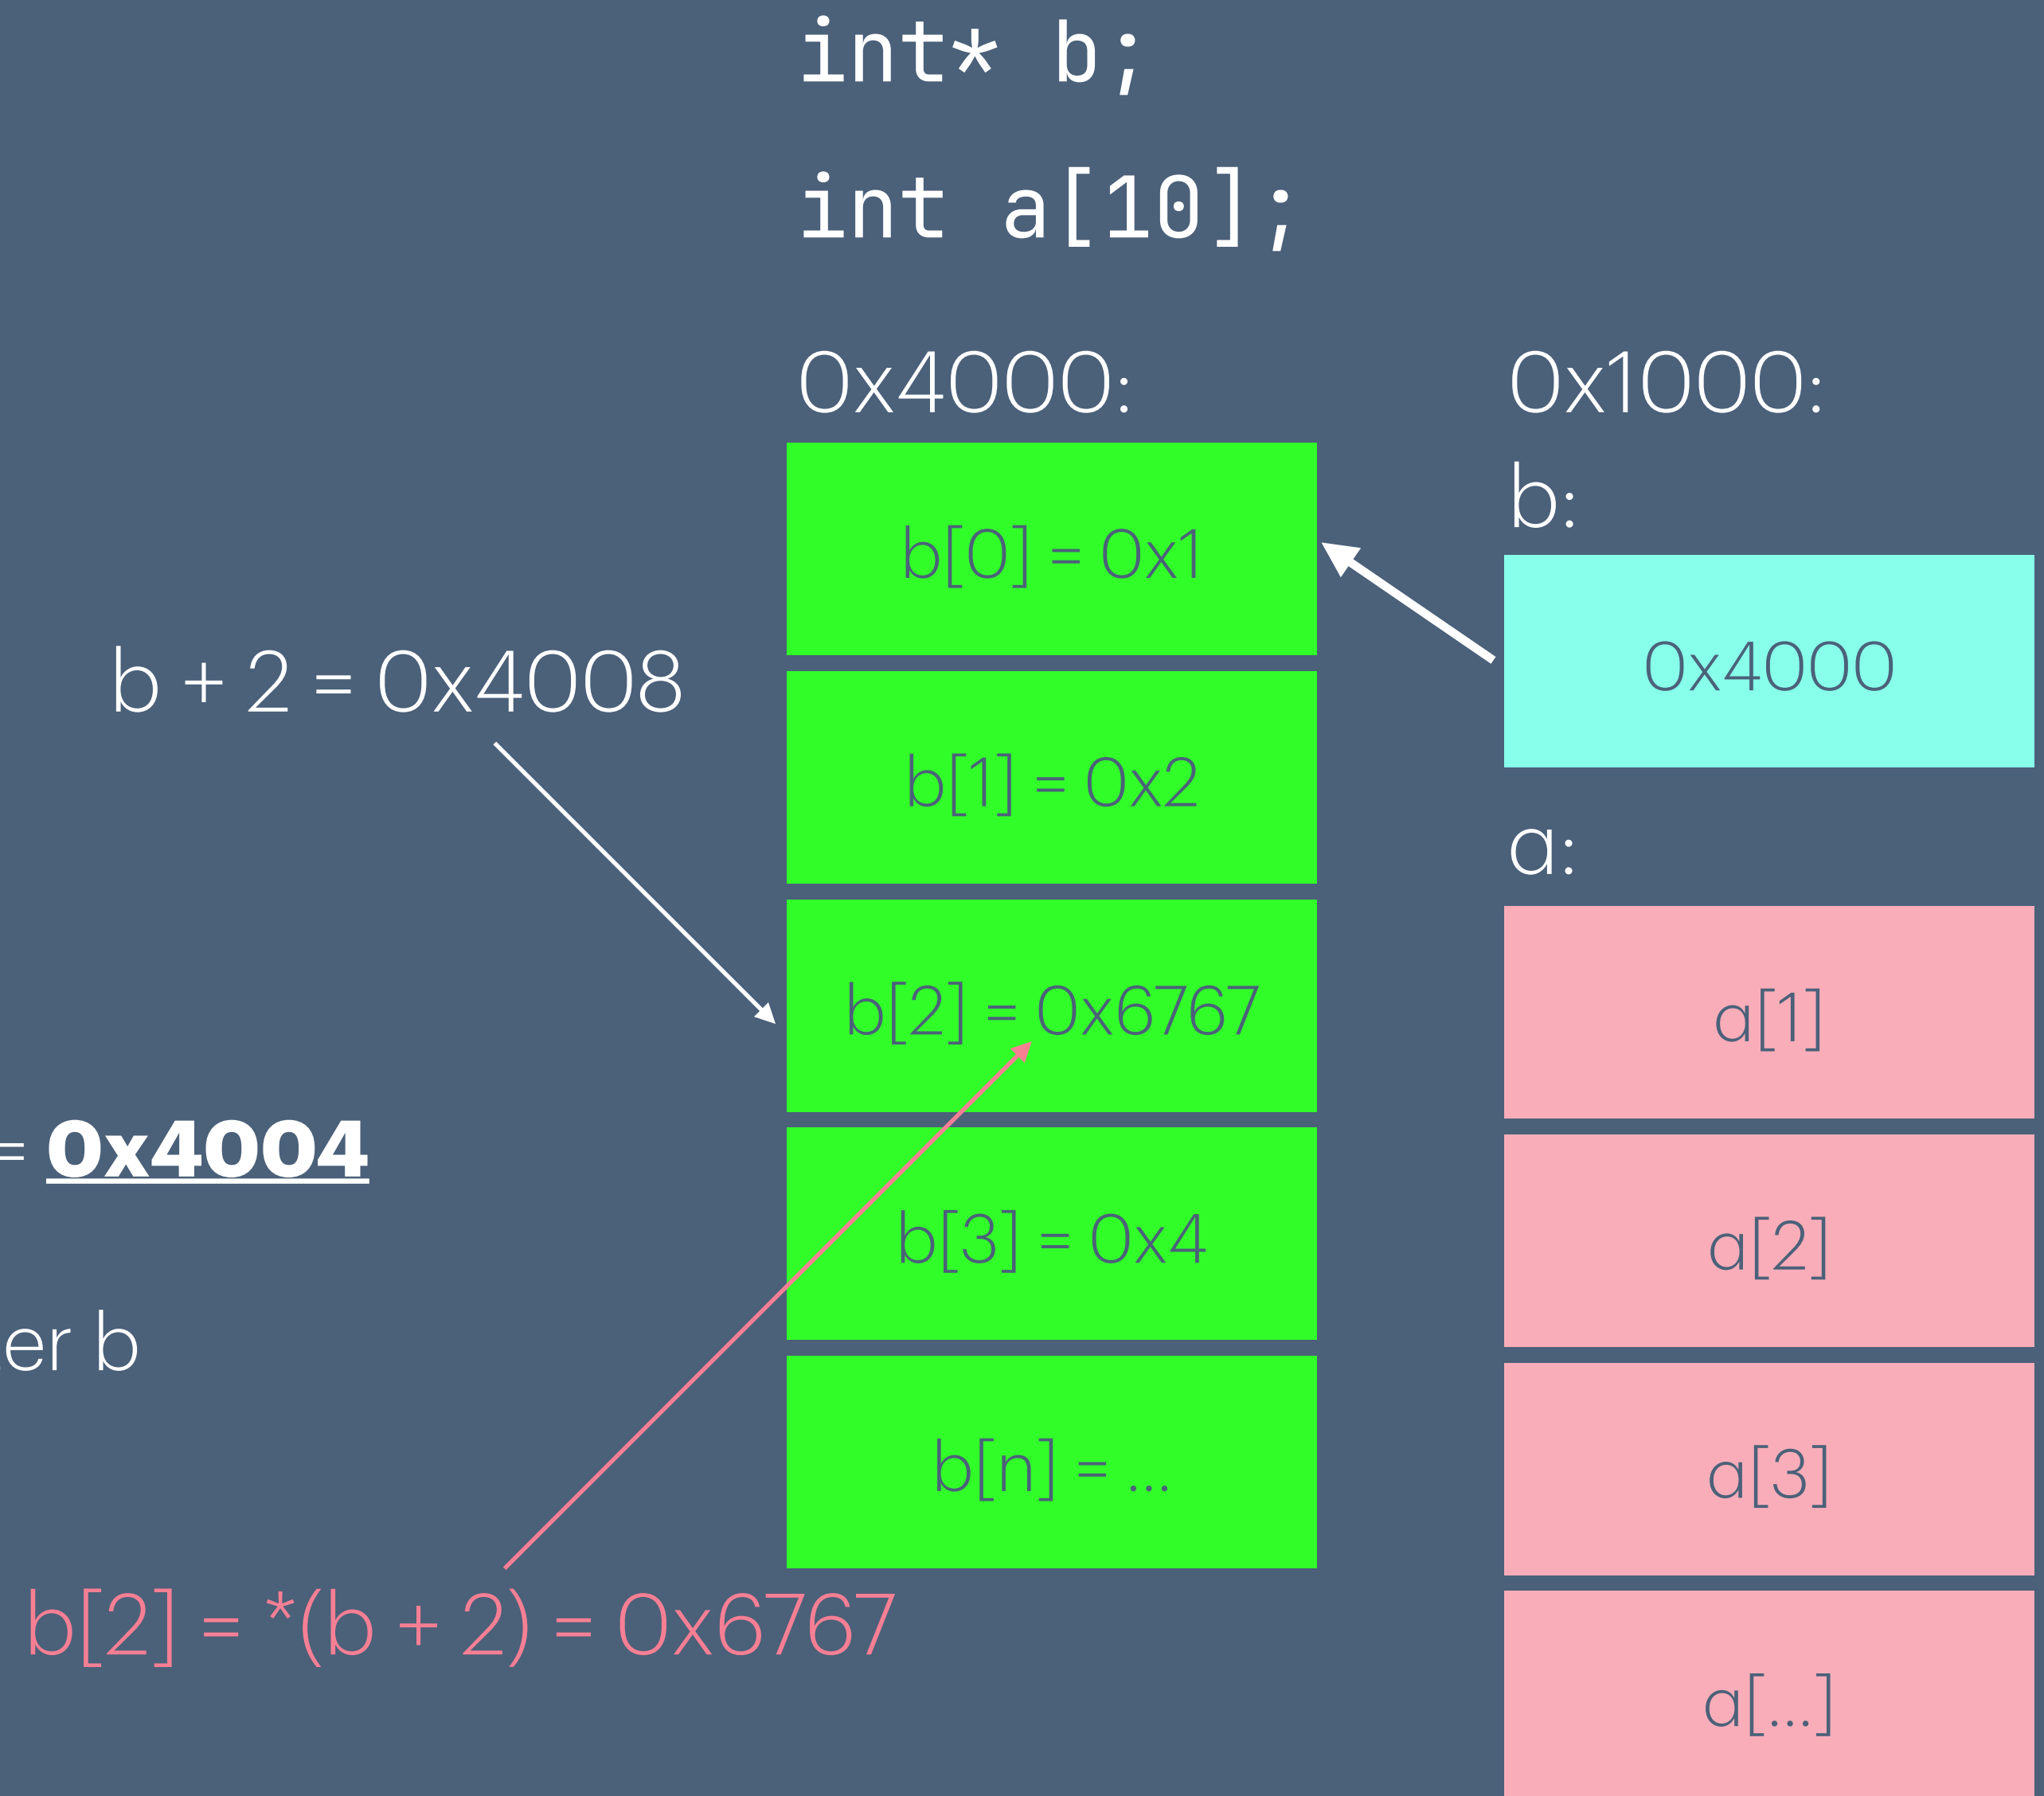 int* b;
int a[10];
0x4000:
b[0] = 0x1
b[1] = 0x2
b[2] = 0x6767
b[3] = 0x4
b[n] = ...
0x1000:
b:
0x4000
a:
a[1]
a[2]
a[3]
a[...]
b + 2 = 0x4008
= 0x4004
er b
b[2] = *(b + 2) = 0x6767